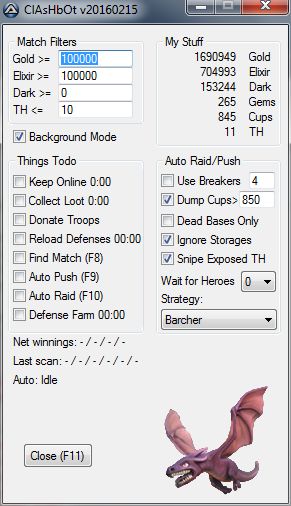 ClAsHbOt v20160215
Match Filters
Gold >= 100000
Elixir >= 100000
Dark >= 0
TH <= 10
Background Mode
My Stuff
1690949 Gold
704993 Elixir
153244 Dark
265 Gems
845 Cups
11 TH
Things Todo
Keep Online 0:00
Collect Loot 0:00
Donate Troops
Reload Defenses 00:00
Find Match (F8)
Auto Push (F9)
Auto Raid (F10)
Defense Farm 00:00
Auto Raid/Push
Use Breakers 4
Dump Cups> 850
Dead Bases Only
Ignore Storages
Snipe Exposed TH
Wait for Heroes 0
Strategy:
Barcher
Net winnings: - / - / - / -
Last scan: - / - / - / - / -
Auto: Idle
Close (F11)